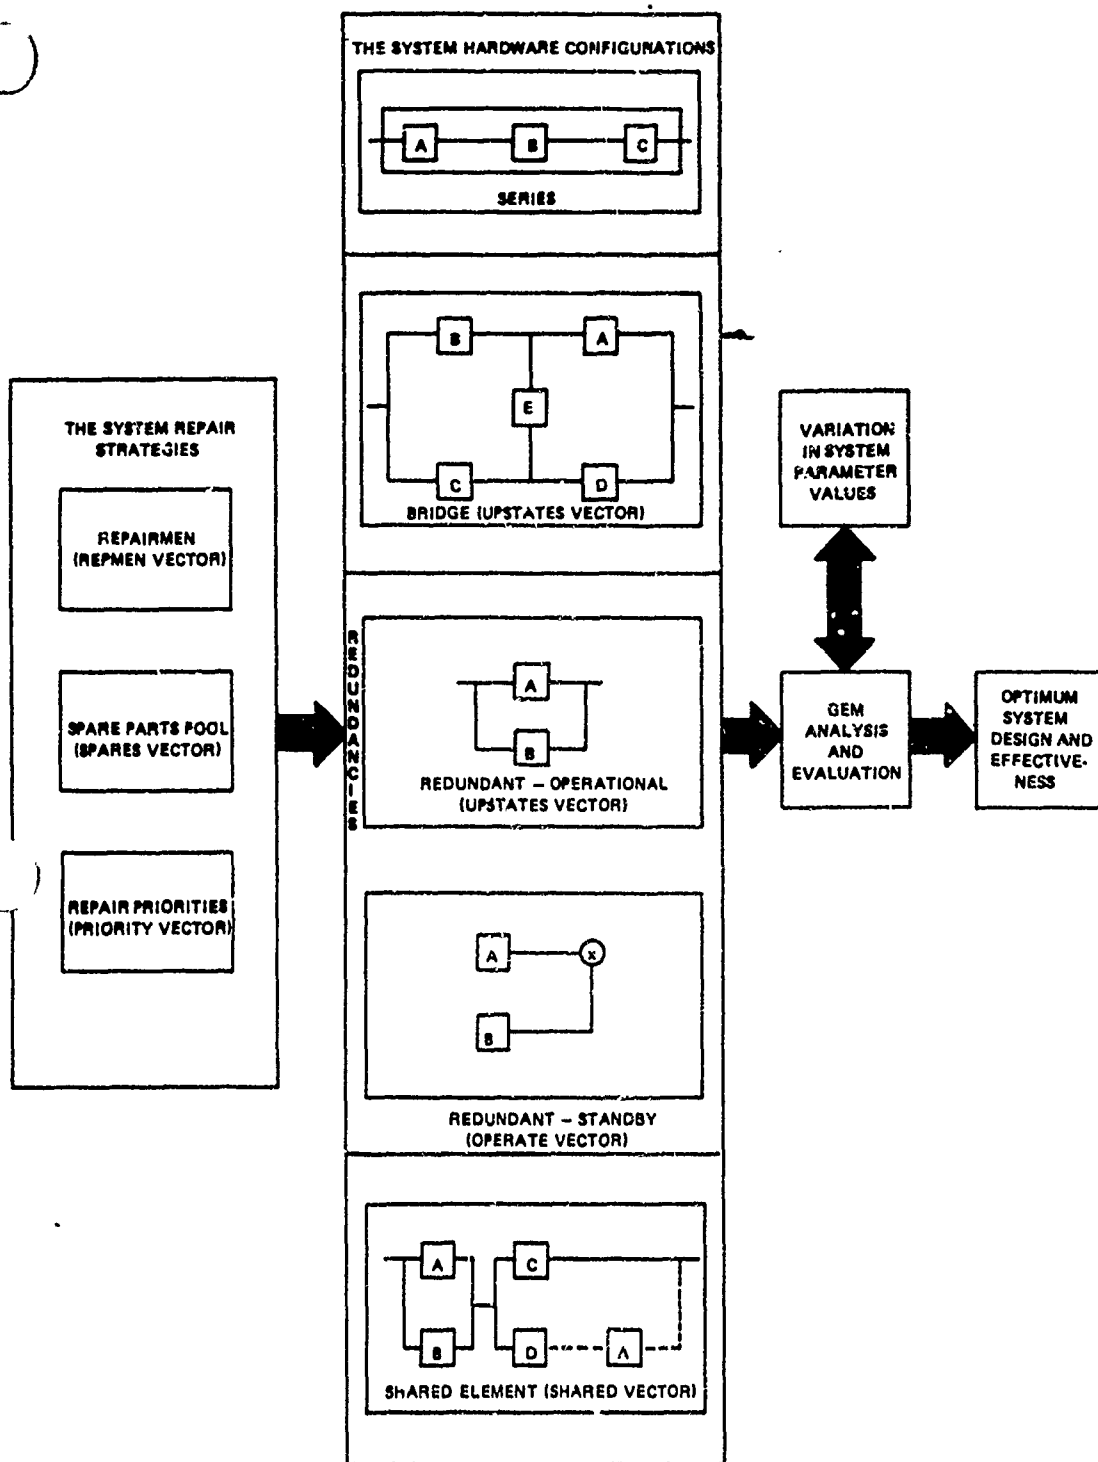 THE SYSTEM HARDWARE CONFIGURATIONS
A B C
SERIES
B A
E
C D
BRIDGE (UPSTATES VECTOR)
THE SYSTEM REPAIR
STRATEGIES
REPAIRMEN
(REPMEN VECTOR)
SPARE PARTS POOL
(SPARES VECTOR)
REPAIR PRIORITIES
(PRIORITY VECTOR)
REDUNDANCIES
A
B
REDUNDANT – OPERATIONAL
(UPSTATES VECTOR)
A X
B
REDUNDANT – STANDBY
(OPERATE VECTOR)
A C
B D A
SHARED ELEMENT (SHARED VECTOR)
VARIATION
IN SYSTEM
PARAMETER
VALUES
GEM
ANALYSIS
AND
EVALUATION
OPTIMUM
SYSTEM
DESIGN AND
EFFECTIVE-
NESS